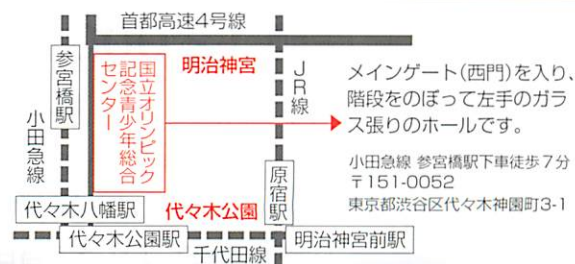 首都高速4号線
参宮橋駅
国立オリンピック
記念青少年総合
センター
明治神宮
JR線
小田急線
原宿駅
代々木八幡駅
代々木公園
代々木公園駅
千代田線
明治神宮前駅
メインゲート(西門)を入り、
階段をのぼって左手のガラ
ス張りのホールです。
小田急線 参宮橋駅下車徒歩7分
〒151-0052
東京都渋谷区代々木神園町3-1